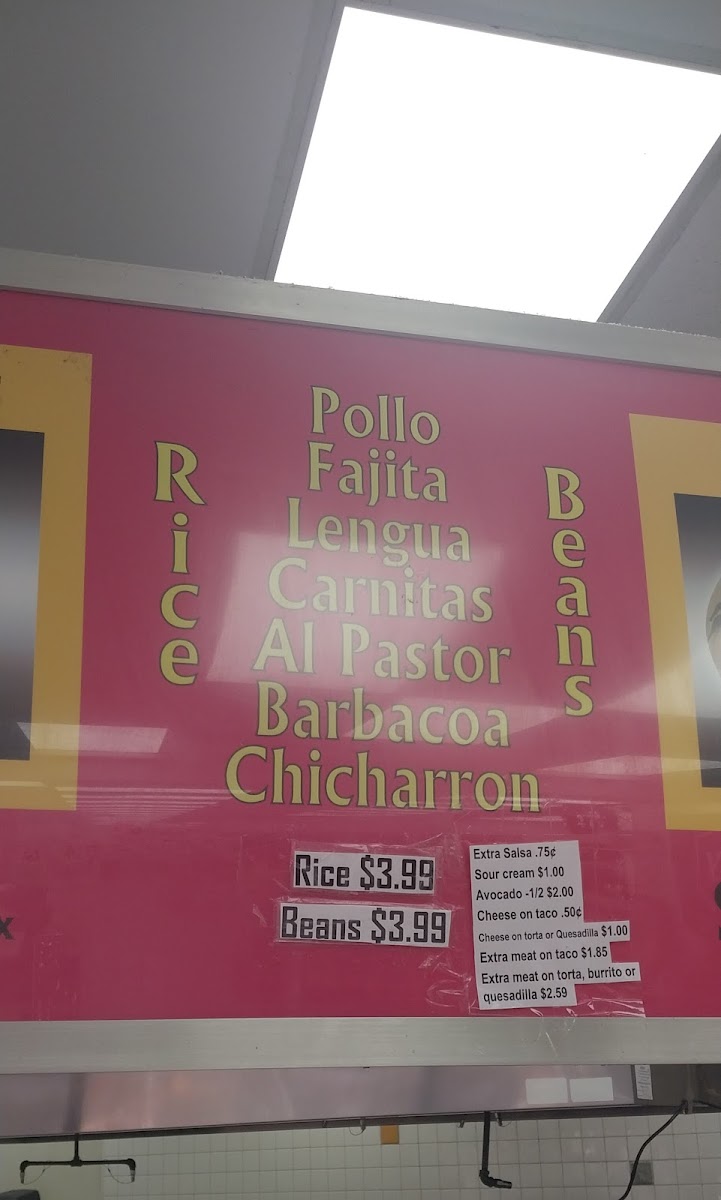 Pollo
Fajita
Lengua
Carnitas
Al Pastor
Barbacoa
Chicharron
Rice
Beans
Rice $3.99
Beans $3.99
Extra Salsa .75¢
Sour cream $1.00
Avocado -1/2 $2.00
Cheese on taco .50¢
Cheese on torta or Quesadilla $1.00
Extra meat on taco $1.85
Extra meat on torta, burrito or
quesadilla $2.59